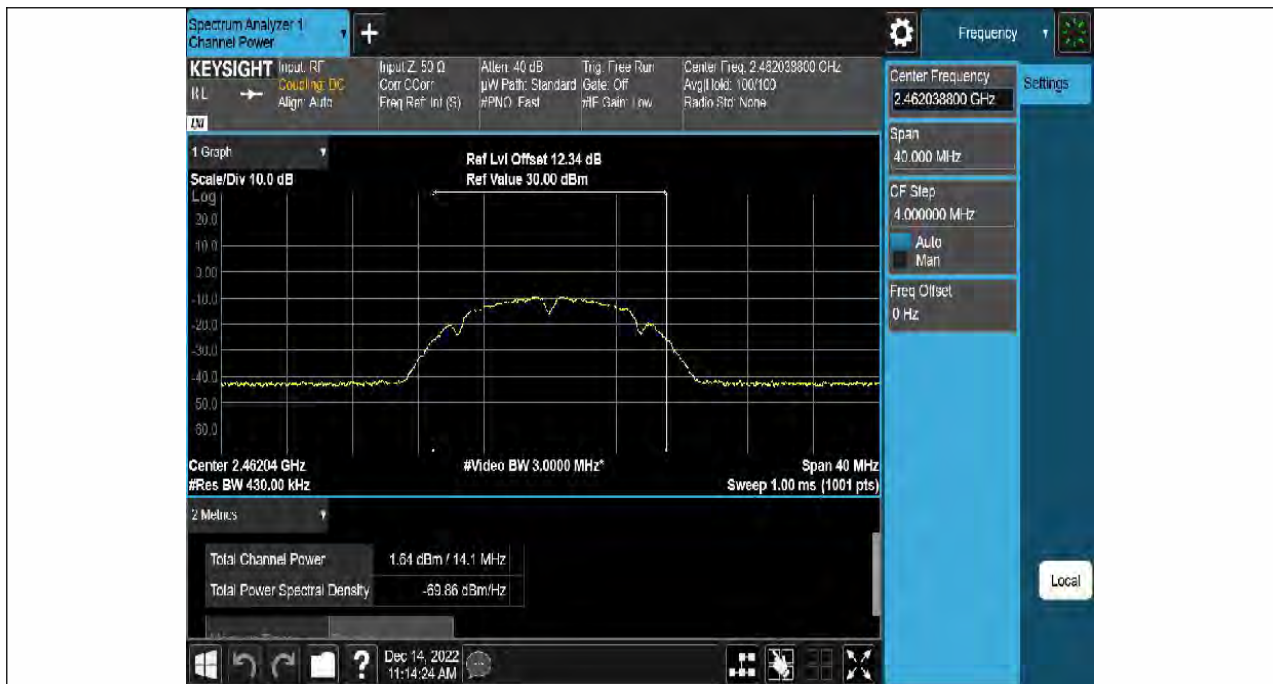 Spectrum Analyzer 1
Channel Power
+
Frequency
KEYSIGHT
Input: RF
Coupling: DC
Align: Auto
Input Z: 50 Ω
Corr CCorr
Freq Ref: Int (S)
Atten: 40 dB
µW Path: Standard
#PNO: Fast
Trig: Free Run
Gate: Off
#IF Gain: Low
Center Freq: 2.462038800 GHz
Avg|Hold: 100/100
Radio Std: None
Center Frequency
2.462038800 GHz
Settings
Span
40.000 MHz
CF Step
4.000000 MHz
Auto
Man
Freq Offset
0 Hz
1 Graph
Scale/Div 10.0 dB
Ref Lvl Offset 12.34 dB
Ref Value 30.00 dBm
Log
20.0
10.0
0.00
-10.0
-20.0
-30.0
-40.0
-50.0
-60.0
Center 2.46204 GHz
#Res BW 430.00 kHz
#Video BW 3.0000 MHz*
Span 40 MHz
Sweep 1.00 ms (1001 pts)
2 Metrics
Total Channel Power 1.64 dBm / 14.1 MHz
Total Power Spectral Density -69.86 dBm/Hz
Local
?
Dec 14, 2022
11:14:24 AM